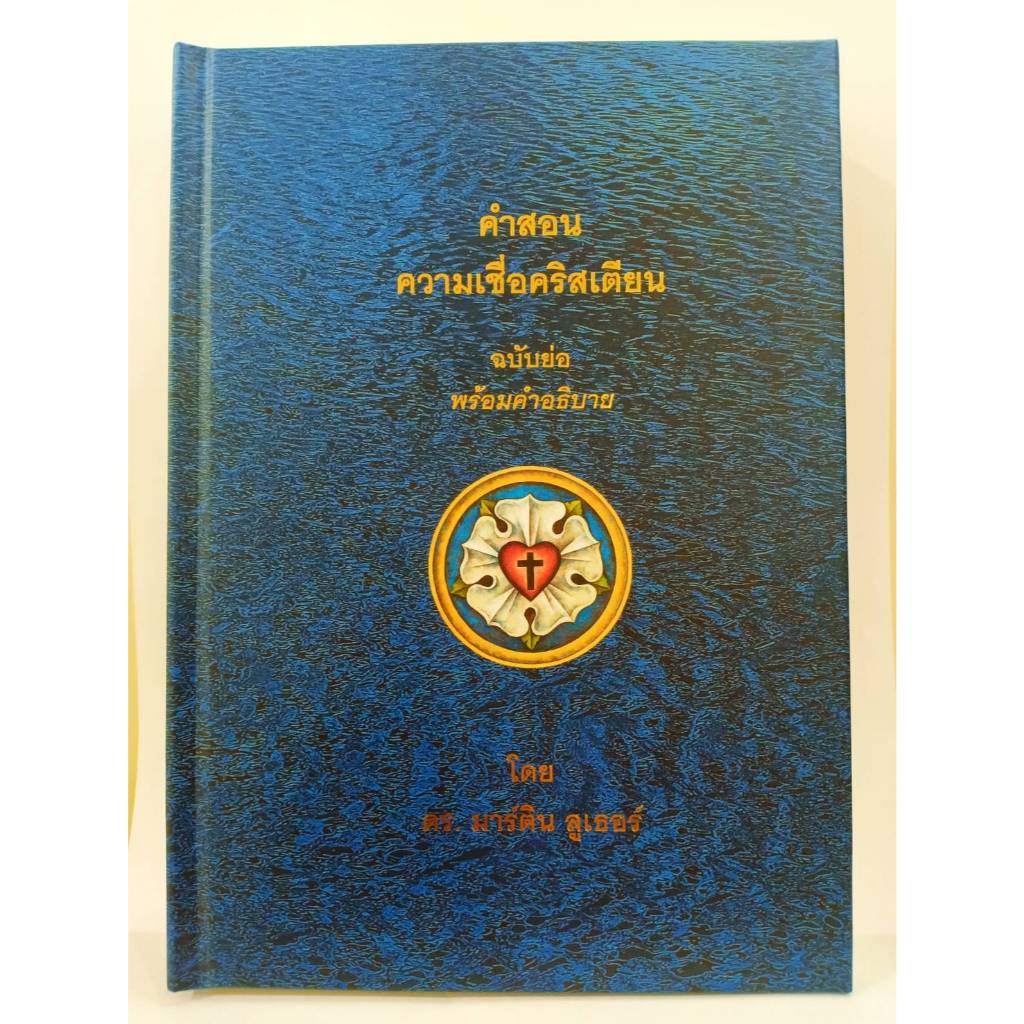 คำสอน
ความเชื่อคริสเตียน
ฉบับย่อ
พร้อมคำอธิบาย
โดย
ดร. มาร์ติน ลูเธอร์